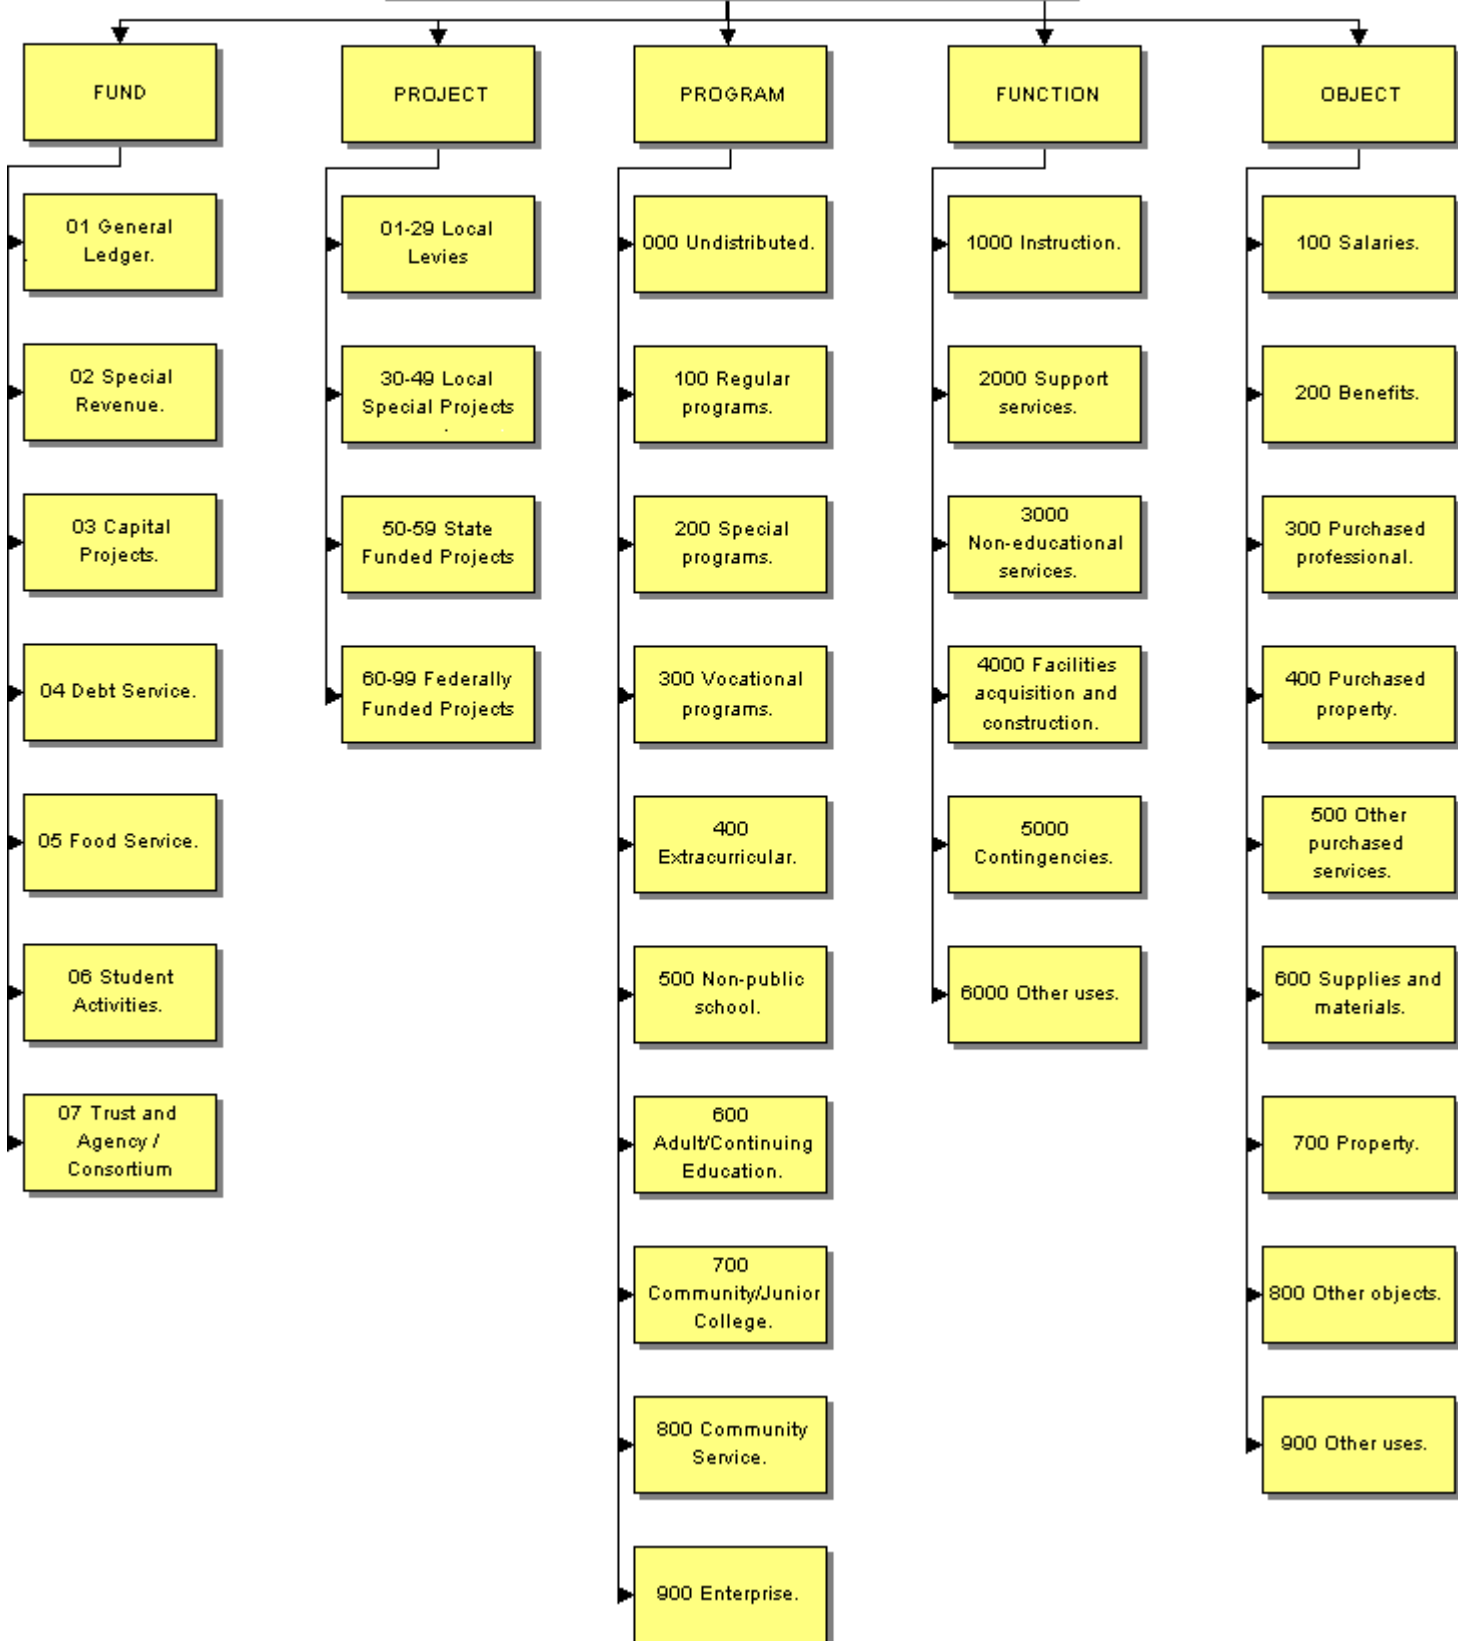 FUND
PROJECT
PROGRAM
FUNCTION
OBJECT
01 General
Ledger.
02 Special
Revenue.
03 Capital
Projects.
04 Debt Service.
05 Food Service.
06 Student
Activities.
07 Trust and
Agency /
Consortium
01-29 Local
Levies
30-49 Local
Special Projects
.
50-59 State
Funded Projects
60-99 Federally
Funded Projects
000 Undistributed.
100 Regular
programs.
200 Special
programs.
300 Vocational
programs.
400
Extracurricular.
500 Non-public
school.
600
Adult/Continuing
Education.
700
Community/Junior
College.
800 Community
Service.
900 Enterprise.
1000 Instruction.
2000 Support
services.
3000
Non-educational
services.
4000 Facilities
acquisition and
construction.
5000
Contingencies.
6000 Other uses.
100 Salaries.
200 Benefits.
300 Purchased
professional.
400 Purchased
property.
500 Other
purchased
services.
600 Supplies and
materials.
700 Property.
800 Other objects.
900 Other uses.